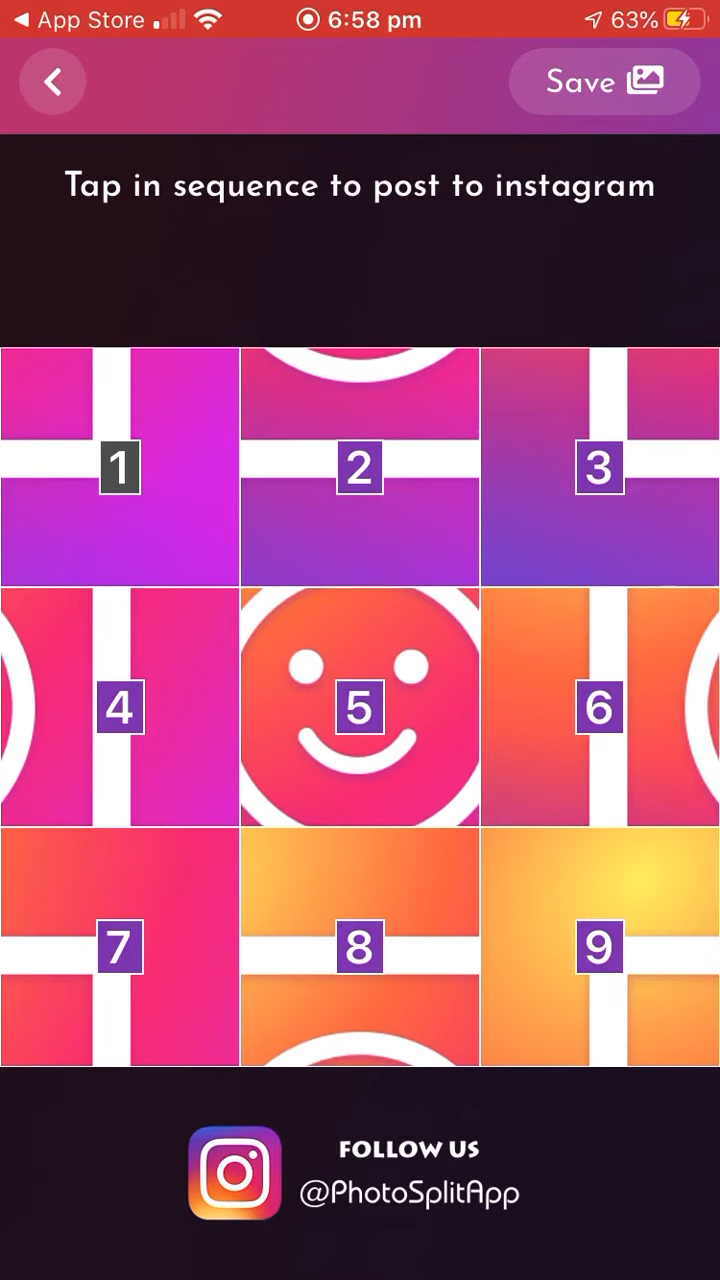 App Store 6:58 pm 63%
Save
Tap in sequence to post to instagram
1 2 3
4 5 6
7 8 9
FOLLOW US
@PhotoSplitApp